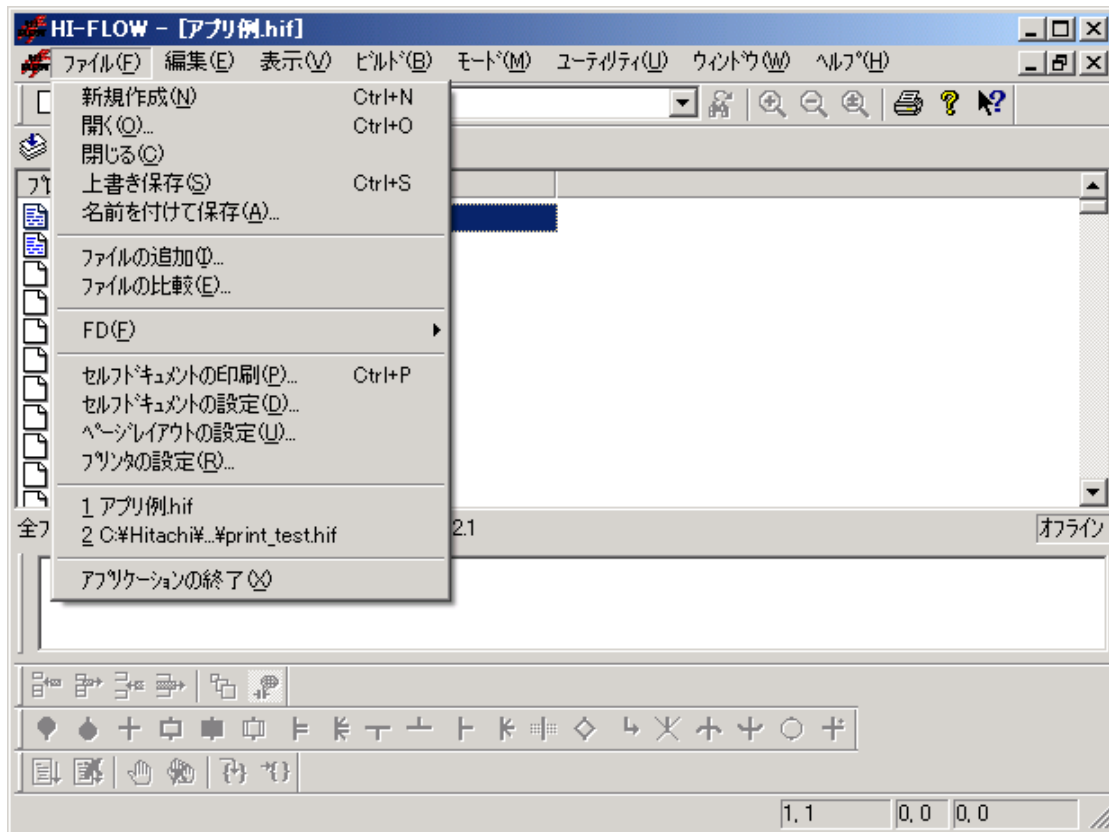 HI-FLOW - [アプリ例.hif]
ﾌｧｲﾙ(F) 編集(E) 表示(V) ﾋﾞﾙﾄﾞ(B) ﾓｰﾄﾞ(M) ﾕｰﾃｨﾘﾃｨ(U) ｳｨﾝﾄﾞｳ(W) ﾍﾙﾌﾟ(H)
新規作成(N) Ctrl+N
開く(O)...
Ctrl+O
閉じる(C)
上書き保存(S) Ctrl+S
名前を付けて保存(A)...
ﾌｧｲﾙの追加(I)...
ﾌｧｲﾙの比較(E)...
FD(F)
ｾﾙﾌﾄﾞｷｭﾒﾝﾄの印刷(P)... Ctrl+P
ｾﾙﾌﾄﾞｷｭﾒﾝﾄの設定(D)...
ﾍﾟｰｼﾞﾚｲｱｳﾄの設定(U)...
ﾌﾟﾘﾝﾀの設定(R)...
1 アプリ例.hif
2 C:¥Hitachi¥...¥print_test.hif
ｱﾌﾟﾘｹｰｼｮﾝの終了(X)
2.1
ｵﾌﾗｲﾝ
1, 1 0, 0 0, 0